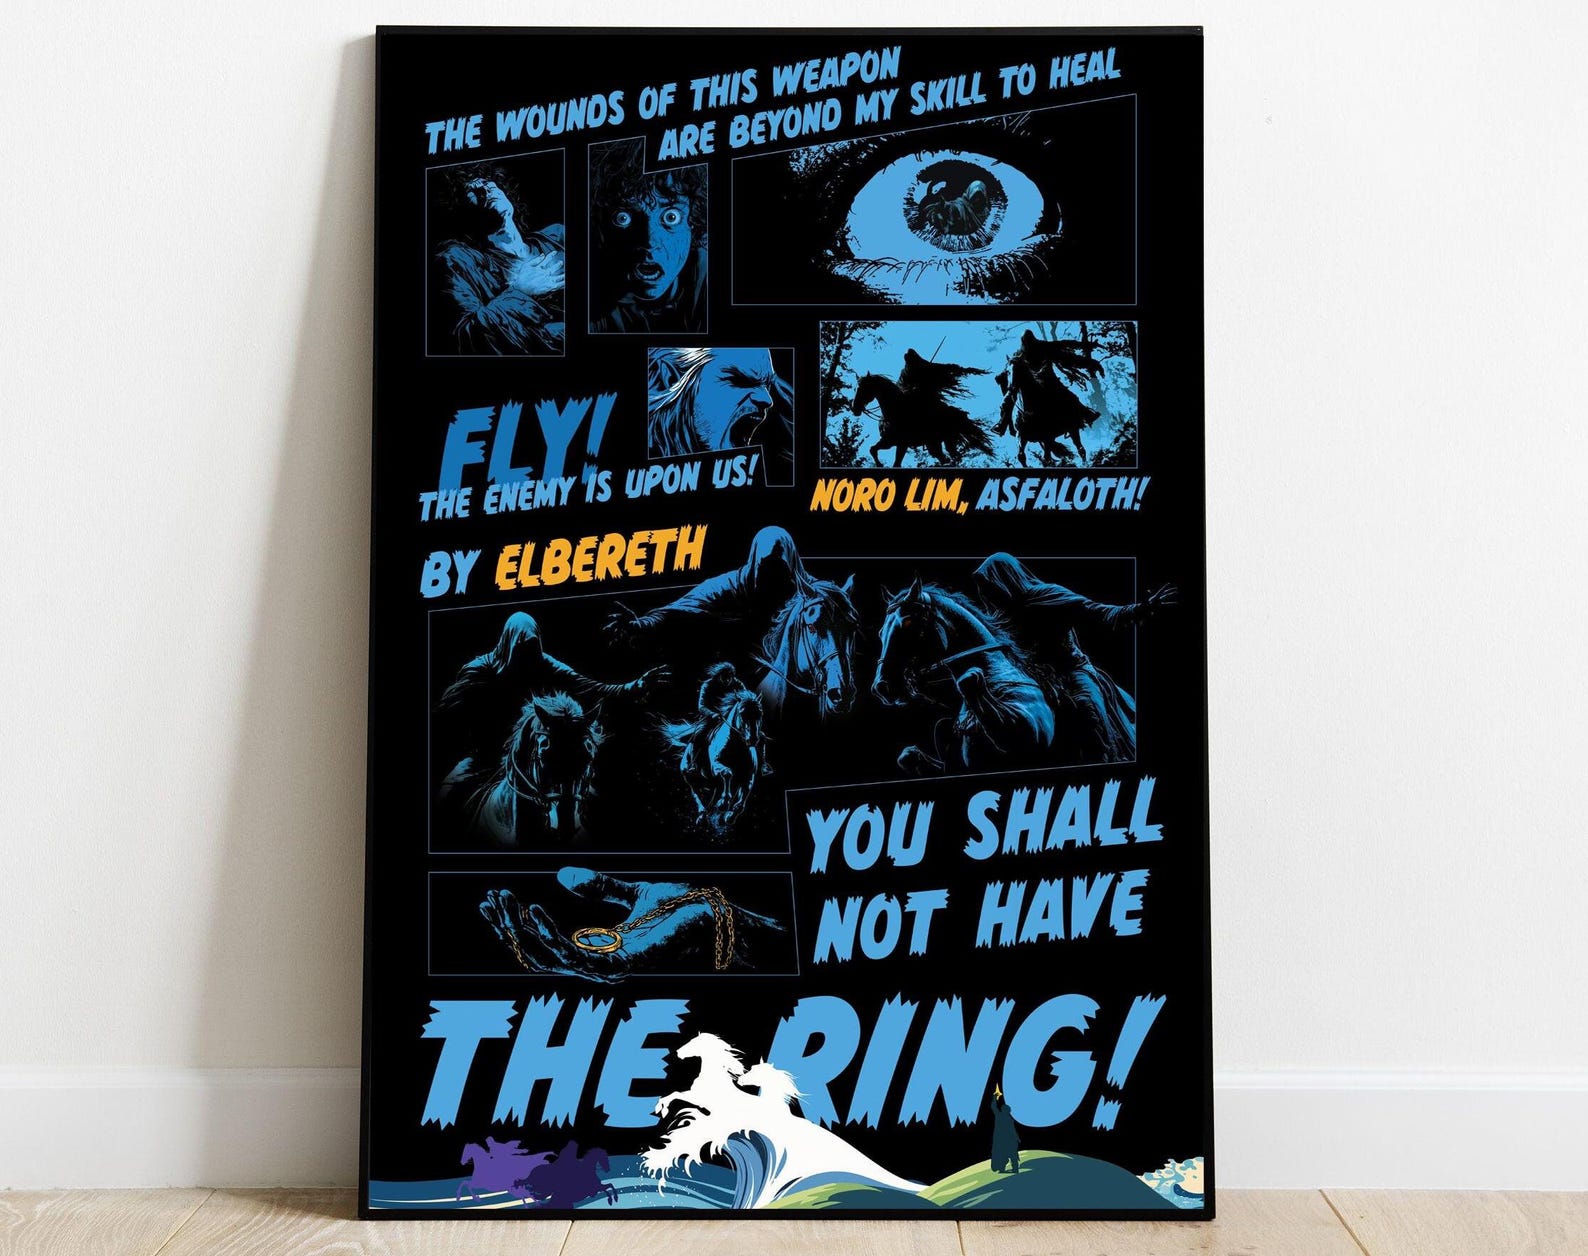 THE WOUNDS OF THIS WEAPON
ARE BEYOND MY SKILL TO HEAL
FLY!
THE ENEMY IS UPON US!
NORO LIM, ASFALOTH!
BY ELBERETH
YOU SHALL
NOT HAVE
THE RING!